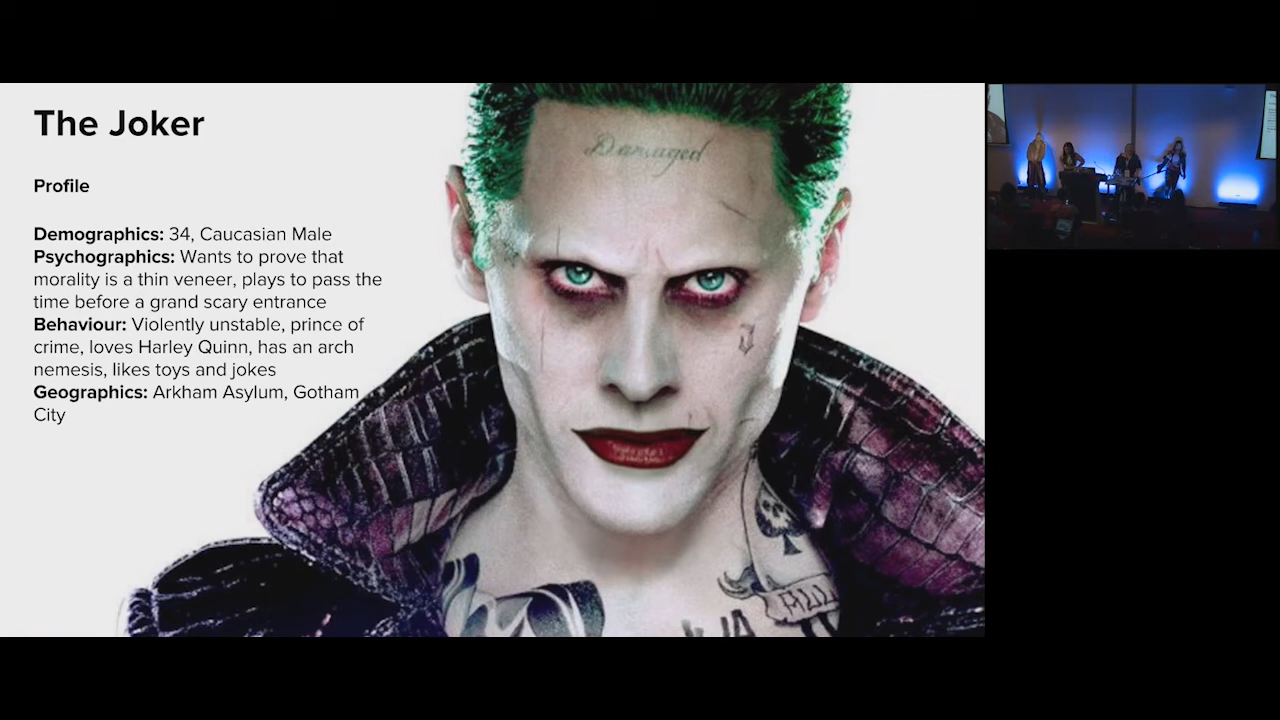 The Joker
Profile
Demographics: 34, Caucasian Male
Psychographics: Wants to prove that
morality is a thin veneer, plays to pass the
time before a grand scary entrance
Behaviour: Violently unstable, prince of
crime, loves Harley Quinn, has an arch
nemesis, likes toys and jokes
Geographics: Arkham Asylum, Gotham
City
Damaged
J